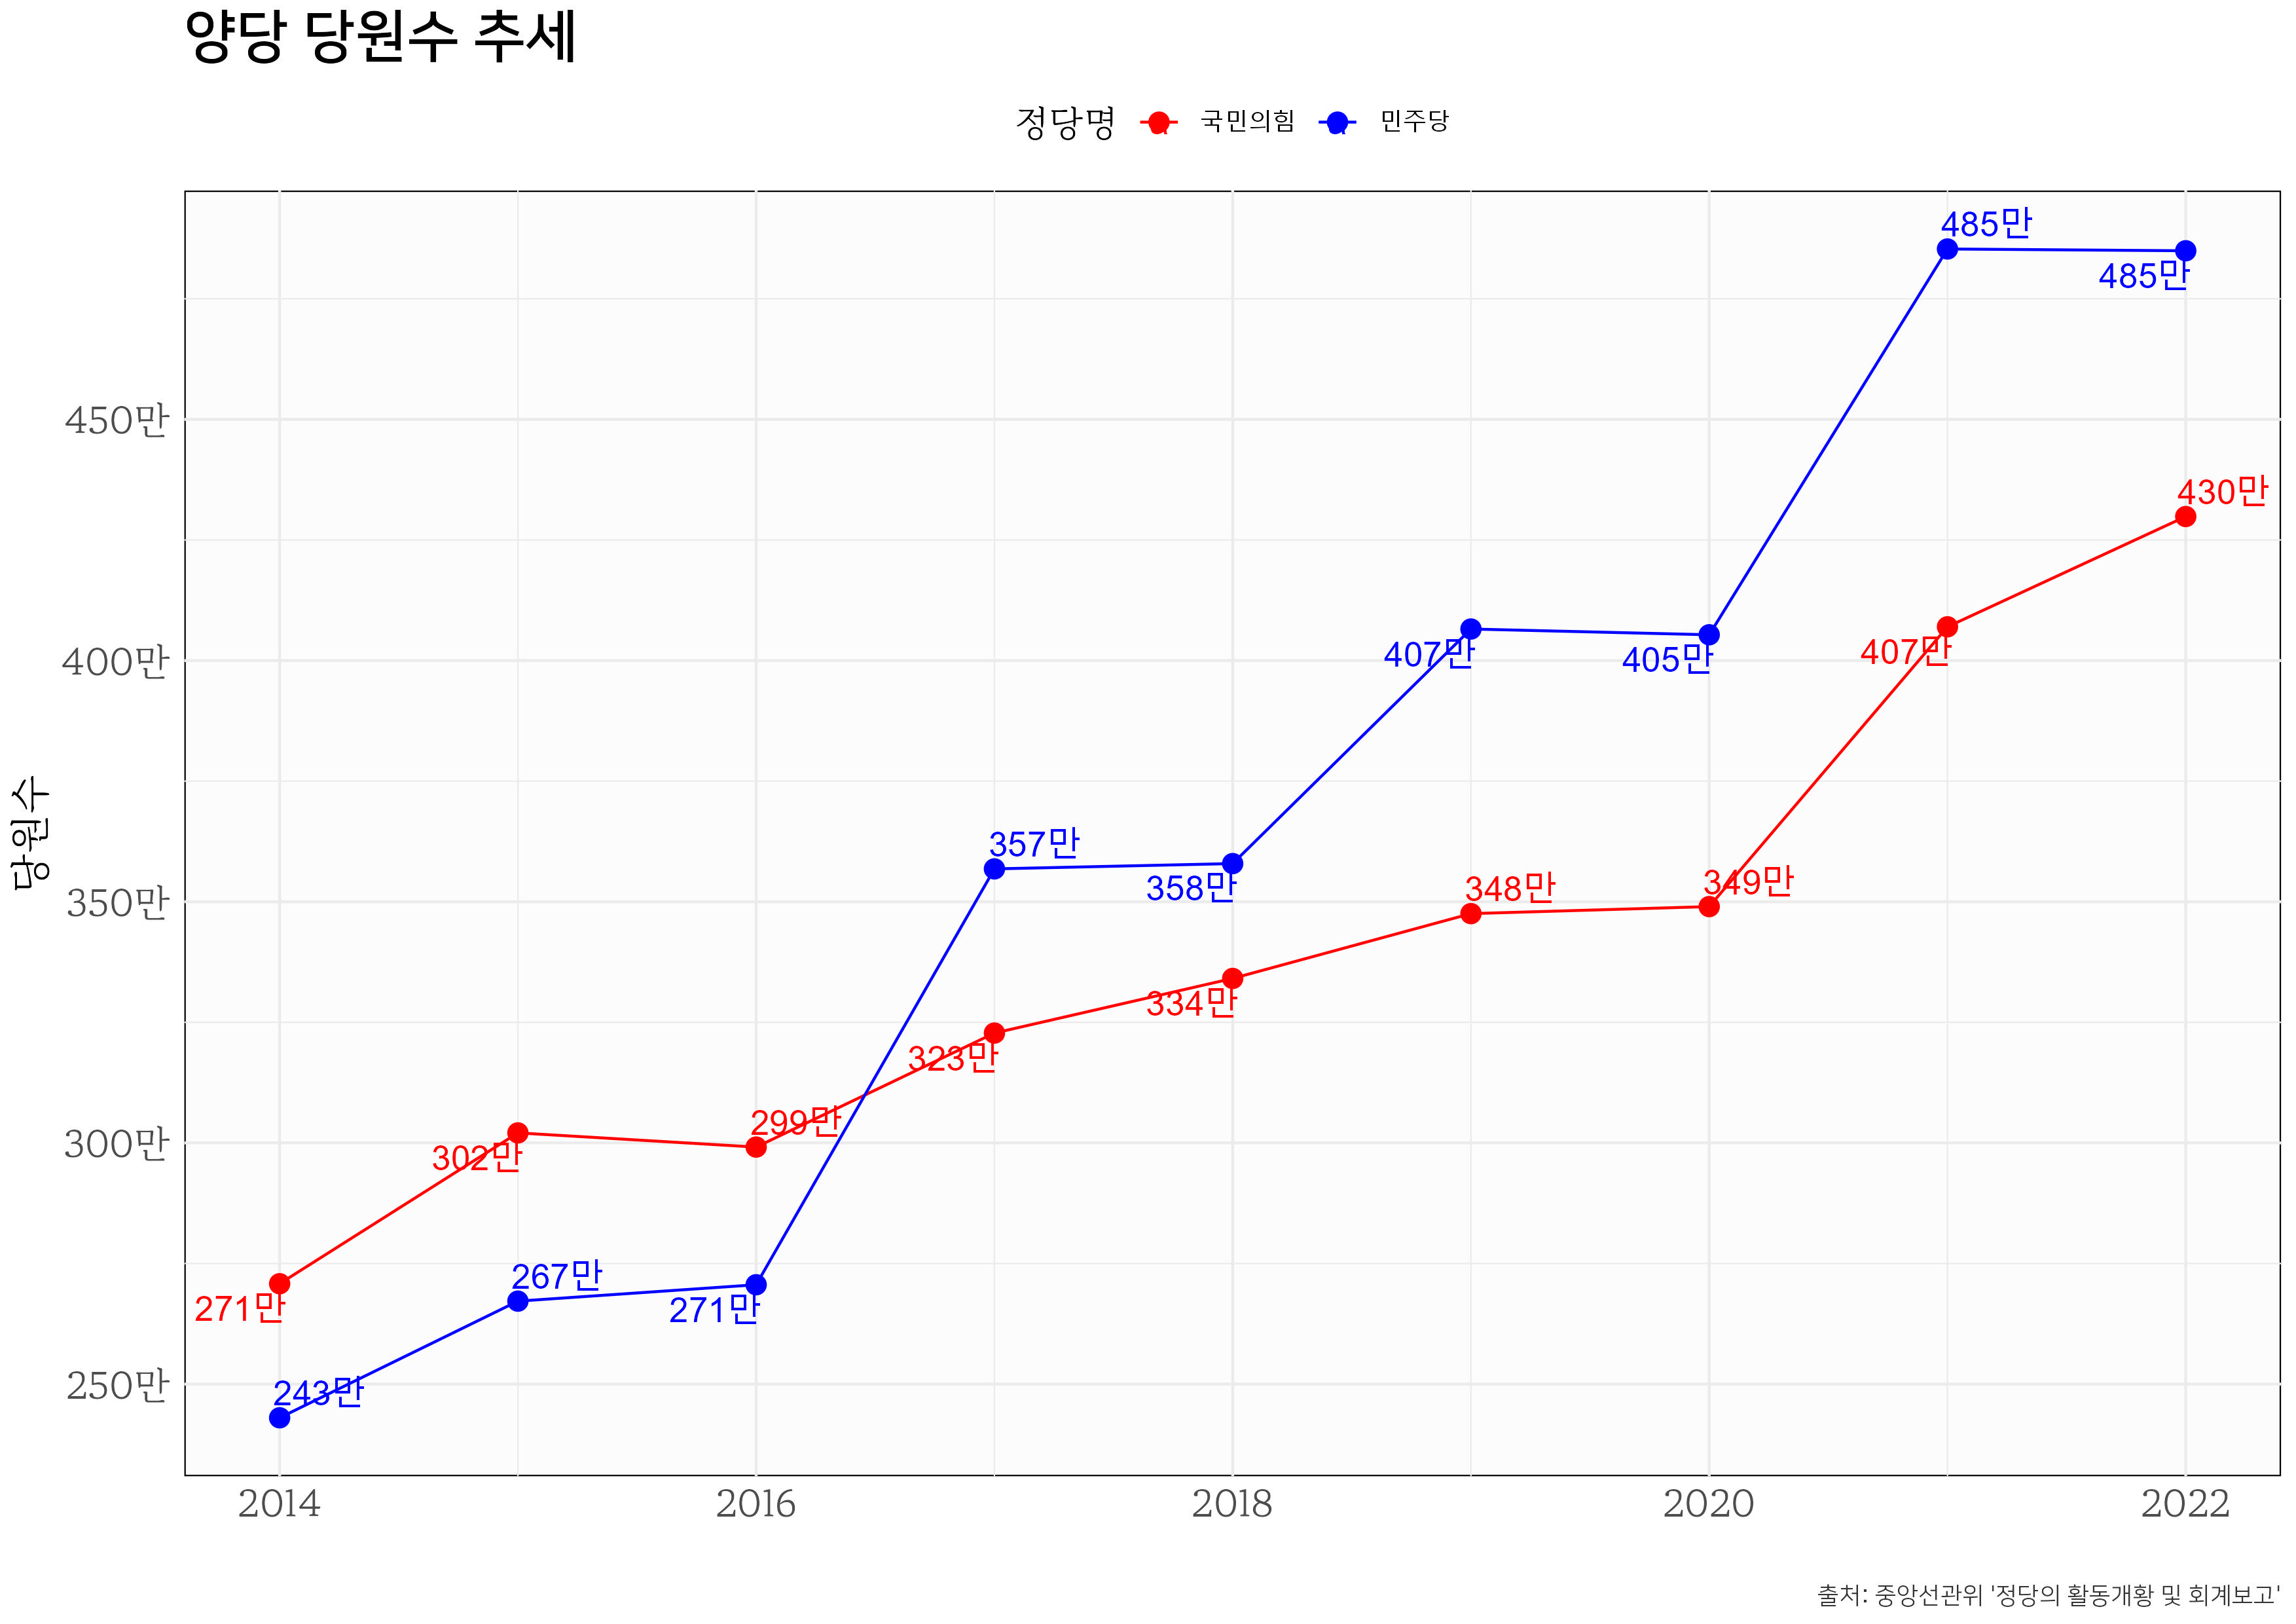 양당 당원수 추세
정당명 국민의힘 민주당
485만
485만
450만
430만
407만
405만
407만
400만
357만
358만
348만
349만
350만
당원수
334만
323만
299만
302만
300만
267만
271만
271만
250만
243만
2014 2016 2018 2020 2022
출처: 중앙선관위 '정당의 활동개황 및 회계보고'